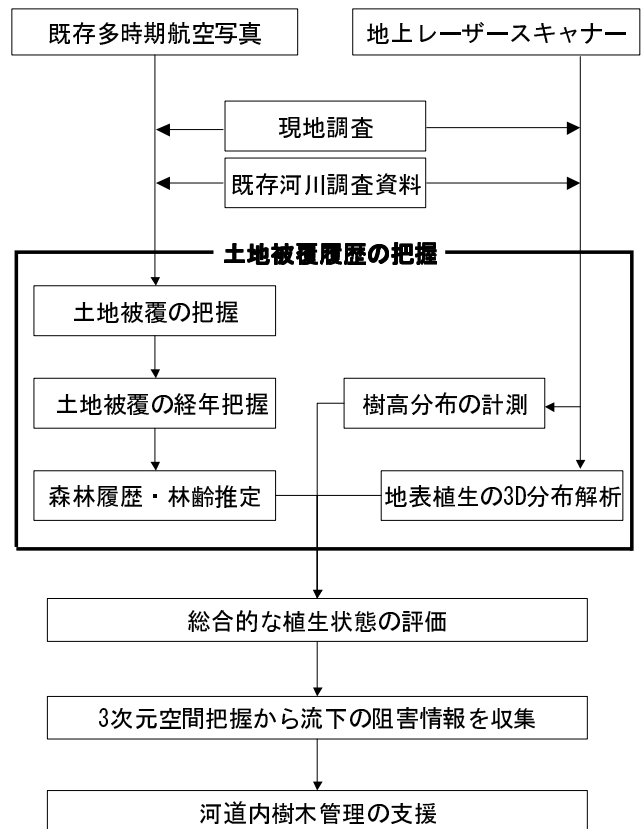 既存多時期航空写真
地上レーザースキャナー
現地調査
既存河川調査資料
土地被覆履歴の把握
土地被覆の把握
土地被覆の経年把握
樹高分布の計測
森林履歴・林齢推定
地表植生の3D分布解析
総合的な植生状態の評価
3次元空間把握から流下の阻害情報を収集
河道内樹木管理の支援